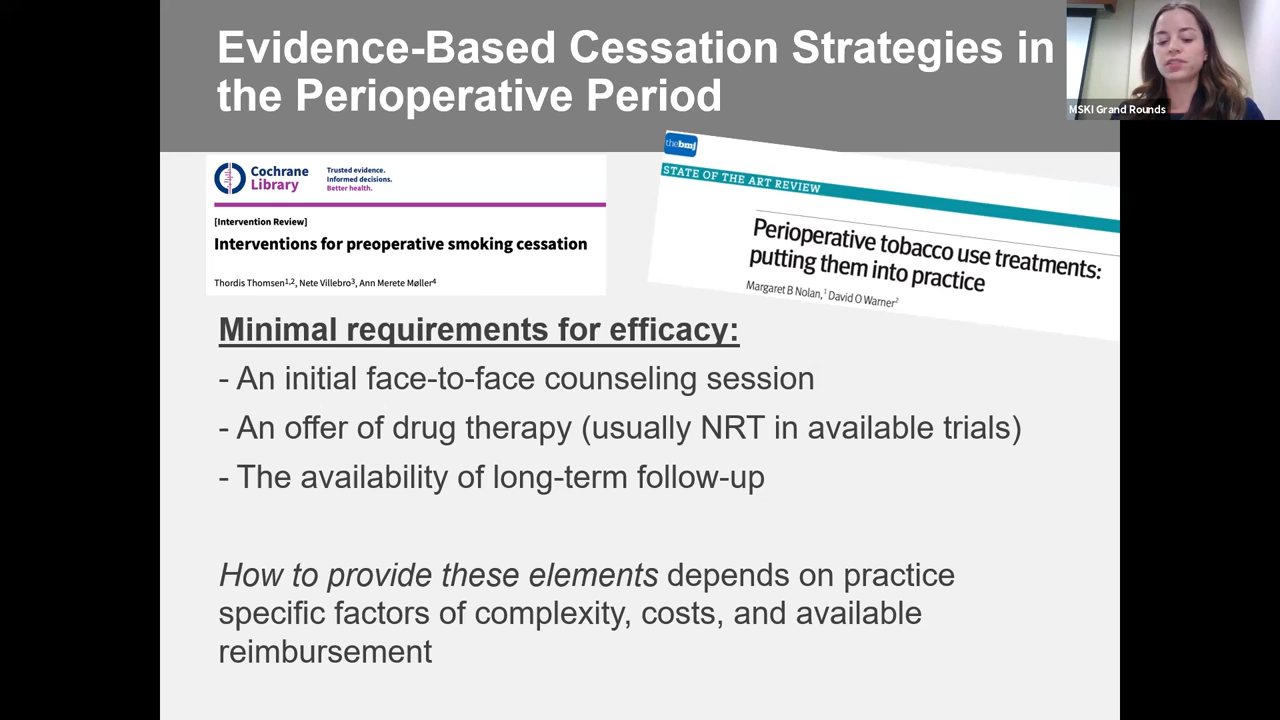 Evidence-Based Cessation Strategies in
the Perioperative Period
MSKI Grand Rounds
Cochrane
Library
Trusted evidence.
Informed decisions.
Better health.
[Intervention Review]
Interventions for preoperative smoking cessation
Thordis Thomsen1,2, Nete Villebro3, Ann Merete Møller4
thebmj
STATE OF THE ART REVIEW
Perioperative tobacco use treatments:
putting them into practice
Margaret B Nolan,1 David O Warner2
Minimal requirements for efficacy:
- An initial face-to-face counseling session
- An offer of drug therapy (usually NRT in available trials)
- The availability of long-term follow-up
How to provide these elements depends on practice
specific factors of complexity, costs, and available
reimbursement